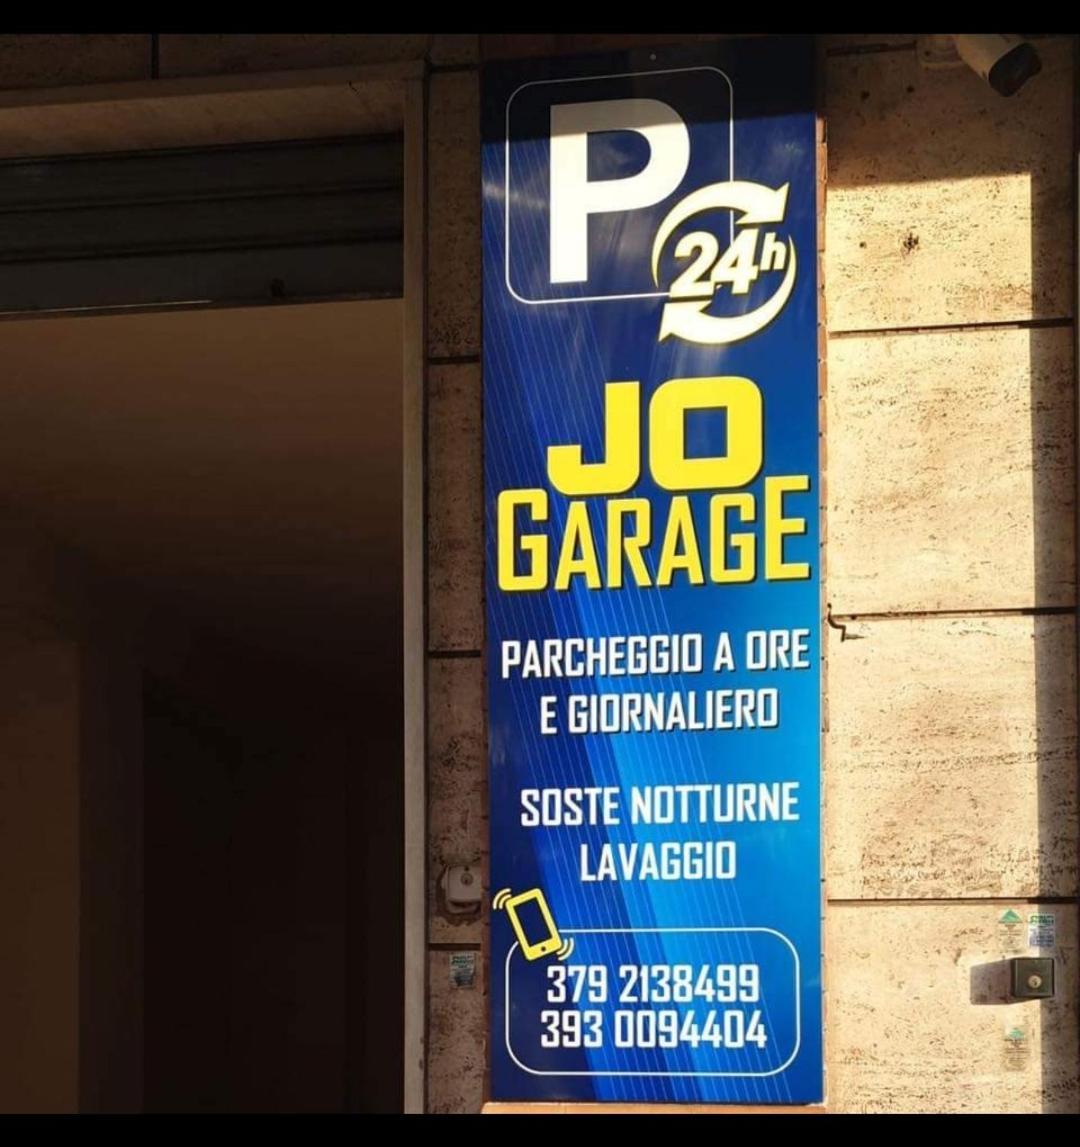 P
24h
JO
GARAGE
PARCHEGGIO A ORE
E GIORNALIERO
SOSTE NOTTURNE
LAVAGGIO
379 2138499
393 0094404